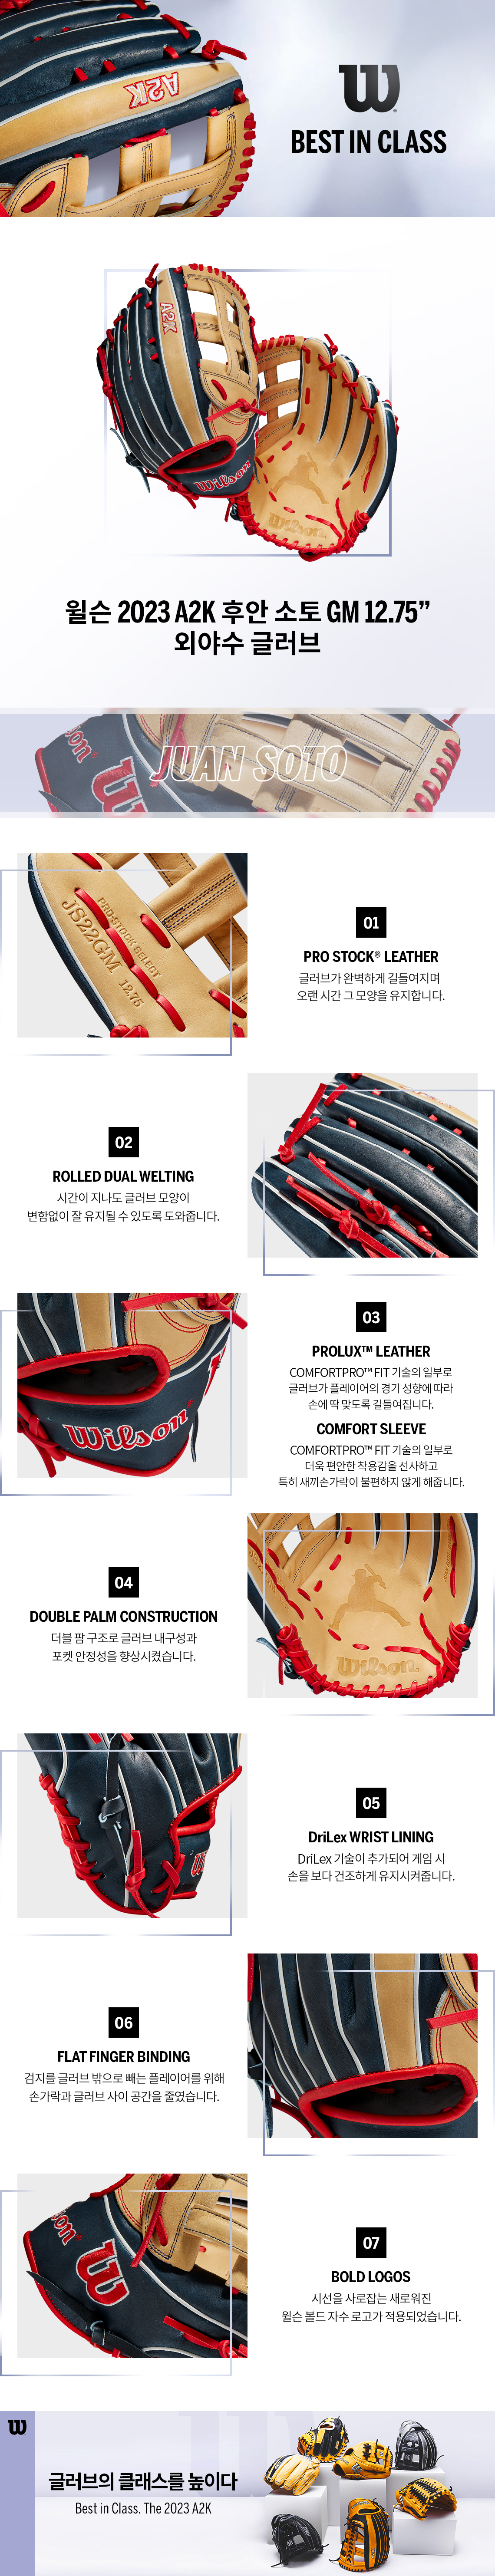 A2K
W
BEST IN CLASS
A2K
Wilson
Wilson
윌슨 2023 A2K 후안 소토 GM 12.75”
외야수 글러브
JUAN SOTO
PRO STOCK SELECT
JS22GM 12.75
01
PRO STOCK® LEATHER
글러브가 완벽하게 길들여지며
오랜 시간 그 모양을 유지합니다.
02
ROLLED DUAL WELTING
시간이 지나도 글러브 모양이
변함없이 잘 유지될 수 있도록 도와줍니다.
Wilson
03
PROLUX™ LEATHER
COMFORTPRO™ FIT 기술의 일부로
글러브가 플레이어의 경기 성향에 따라
손에 딱 맞도록 길들여집니다.
COMFORT SLEEVE
COMFORTPRO™ FIT 기술의 일부로
더욱 편안한 착용감을 선사하고
특히 새끼손가락이 불편하지 않게 해줍니다.
04
DOUBLE PALM CONSTRUCTION
더블 팜 구조로 글러브 내구성과
포켓 안정성을 향상시켰습니다.
Wilson
05
DriLex WRIST LINING
DriLex 기술이 추가되어 게임 시
손을 보다 건조하게 유지시켜줍니다.
06
FLAT FINGER BINDING
검지를 글러브 밖으로 빼는 플레이어를 위해
손가락과 글러브 사이 공간을 줄였습니다.
W
07
BOLD LOGOS
시선을 사로잡는 새로워진
윌슨 볼드 자수 로고가 적용되었습니다.
W
글러브의 클래스를 높이다
Best in Class. The 2023 A2K